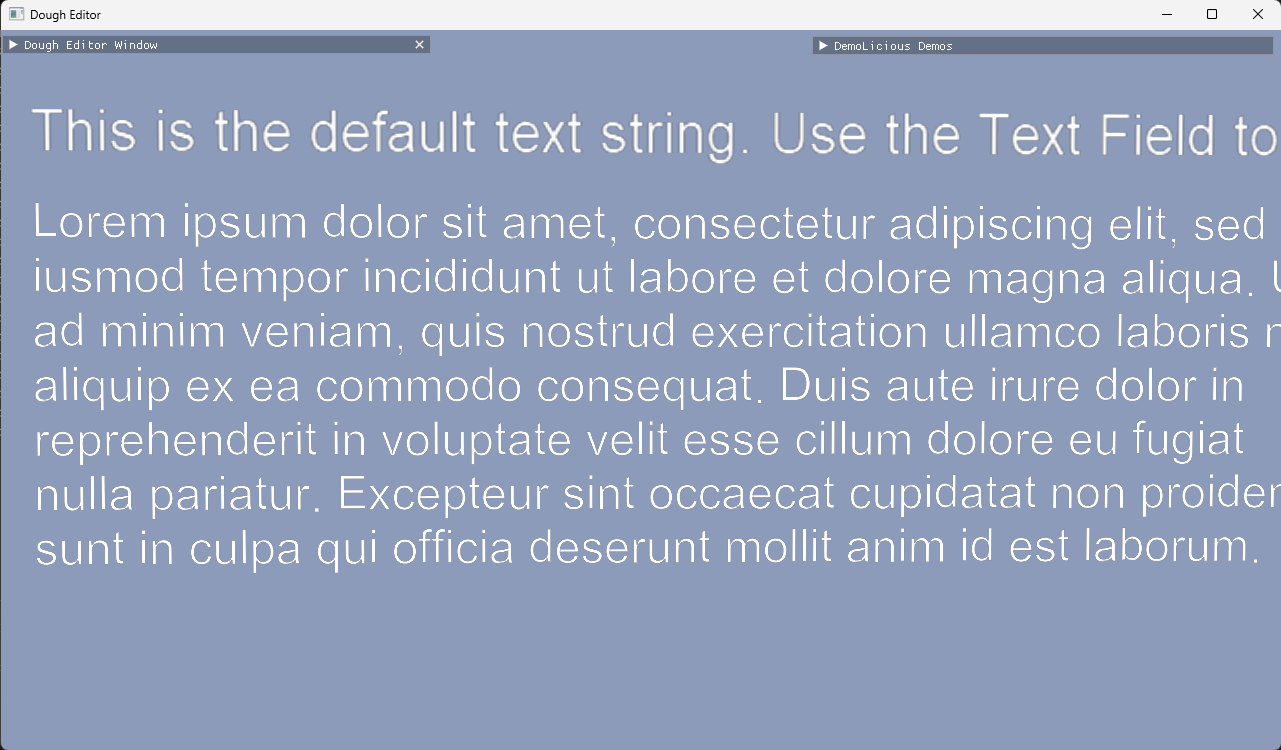 Dough Editor
Dough Editor Window
DemoLicious Demos
This is the default text string. Use the Text Field to
Lorem ipsum dolor sit amet, consectetur adipiscing elit, sed
iusmod tempor incididunt ut labore et dolore magna aliqua.
ad minim veniam, quis nostrud exercitation ullamco laboris
aliquip ex ea commodo consequat. Duis aute irure dolor in
reprehenderit in voluptate velit esse cillum dolore eu fugiat
nulla pariatur. Excepteur sint occaecat cupidatat non
sunt in culpa qui officia deserunt mollit anim id est laborum.